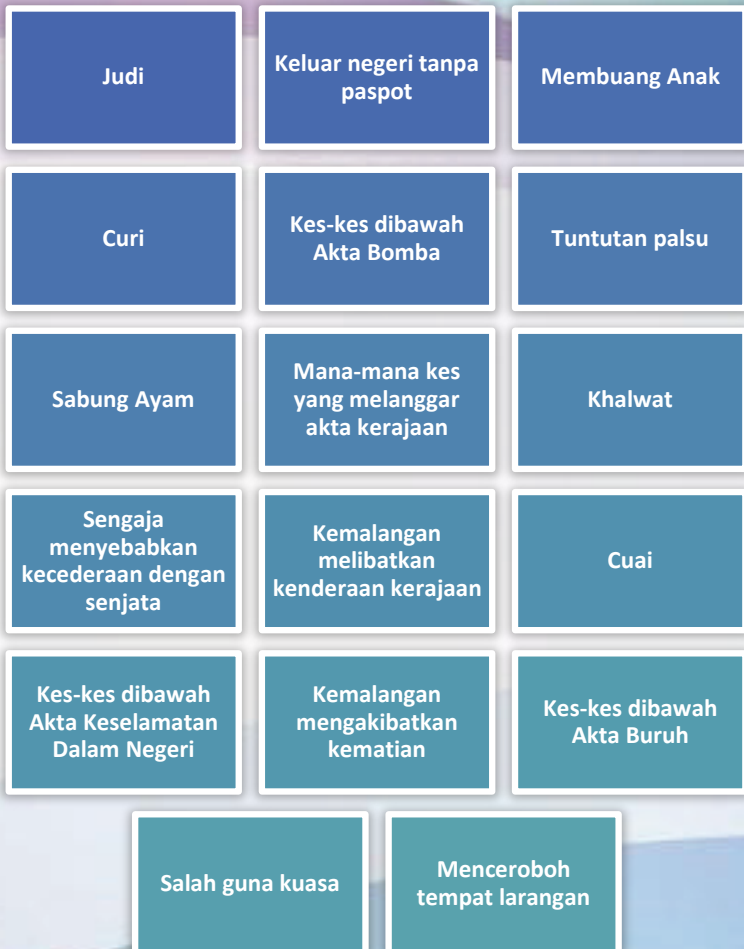 Judi
Keluar negeri tanpa
paspot
Membuang Anak
Curi
Kes-kes dibawah
Akta Bomba
Tuntutan palsu
Sabung Ayam
Mana-mana kes
yang melanggar
akta kerajaan
Khalwat
Sengaja
menyebabkan
kecederaan dengan
senjata
Kemalangan
melibatkan
kenderaan kerajaan
Cuai
Kes-kes dibawah
Akta Keselamatan
Dalam Negeri
Kemalangan
mengakibatkan
kematian
Kes-kes dibawah
Akta Buruh
Salah guna kuasa
Menceroboh
tempat larangan